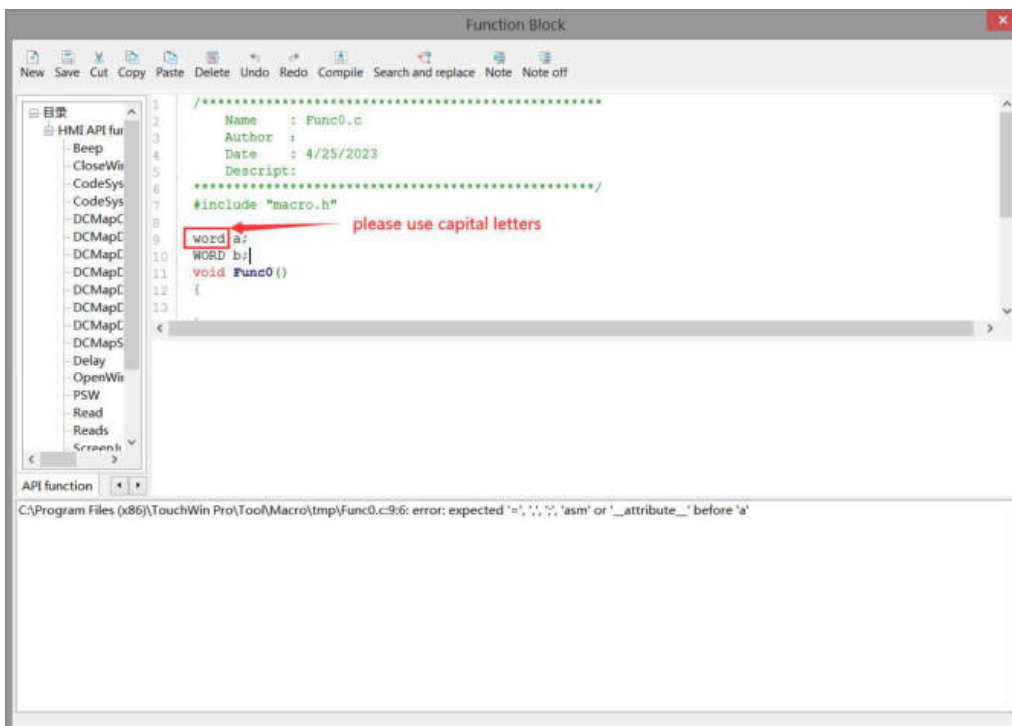 Function Block
New Save Cut Copy Paste Delete Undo Redo Compile Search and replace Note Note off
目录
HMI API fur
Beep
CloseWin
CodeSys
CodeSys
DCMapC
DCMapD
DCMapD
DCMapD
DCMapD
DCMapD
DCMapD
DCMapS
Delay
OpenWin
PSW
Read
Reads
ScreenJu
API function
1 /**************************************************
2 Name : Func0.c
3 Author :
4 Date : 4/25/2023
5 Descript:
6 **************************************************/
7 #include "macro.h"
8
please use capital letters
9 word a;
10 WORD b;
11 void Func0()
12 {
13
C:\Program Files (x86)\TouchWin Pro\Tool\Macro\tmp\Func0.c:9:6: error: expected '=', ',', ';', 'asm' or '__attribute__' before 'a'